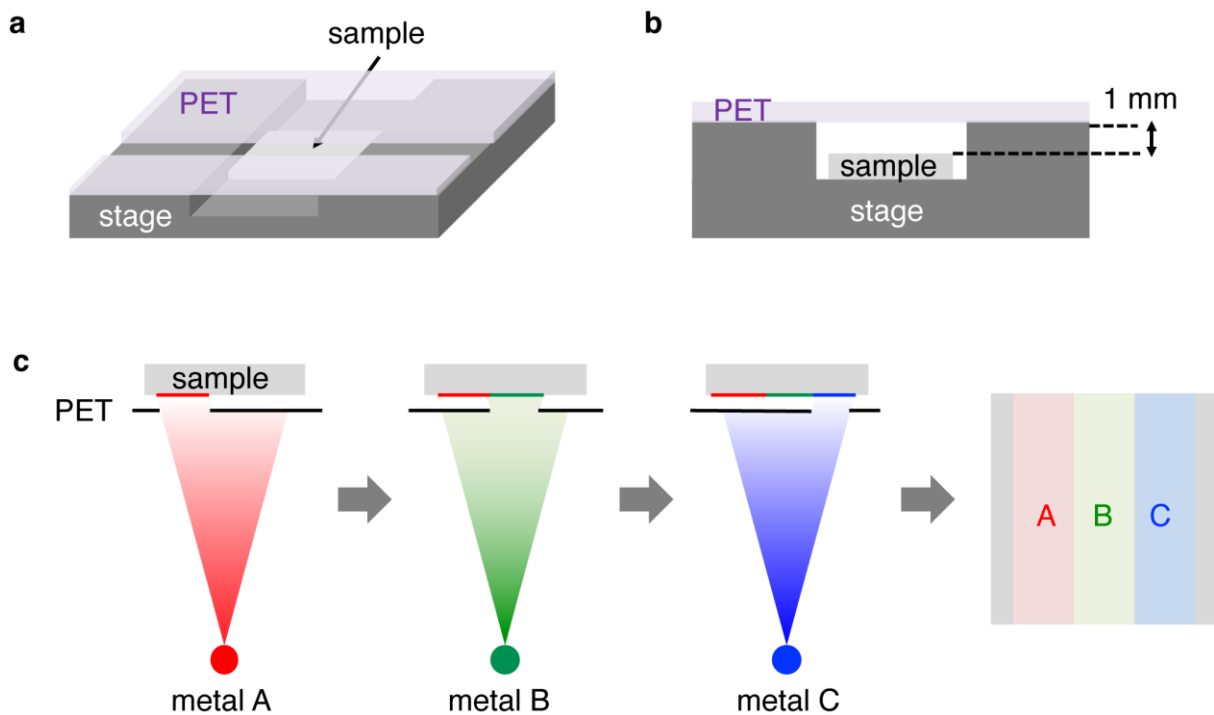 a
sample
PET
stage
b
PET
1 mm
sample
stage
c
sample
PET
metal A
metal B
metal C
A
B
C